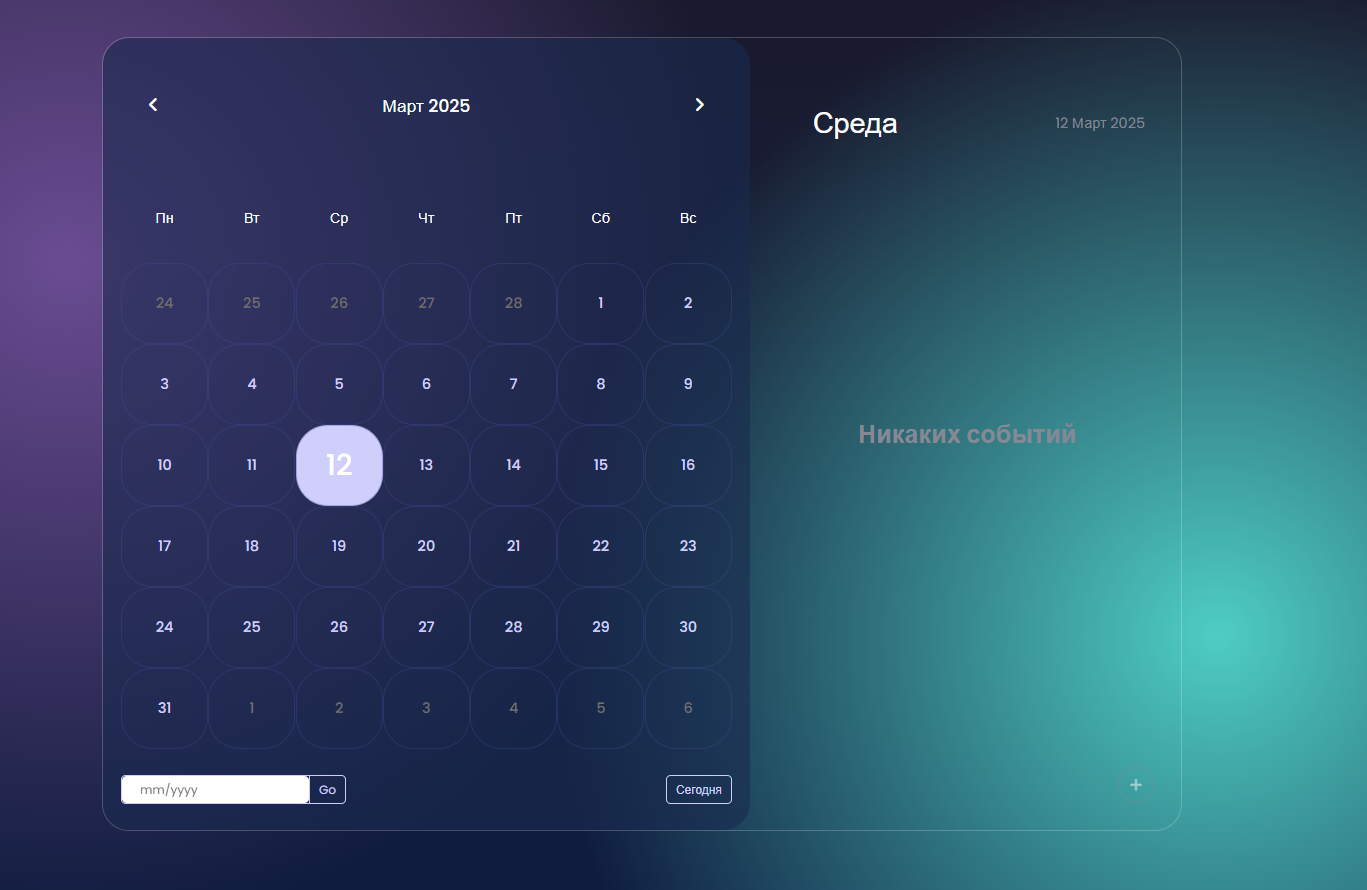 Март 2025
Пн Вт Ср Чт Пт Сб Вс
24 25 26 27 28 1 2
3 4 5 6 7 8 9
10 11 12 13 14 15 16
17 18 19 20 21 22 23
24 25 26 27 28 29 30
31 1 2 3 4 5 6
mm/yyyy Go Сегодня
Среда 12 Март 2025
Никаких событий
+